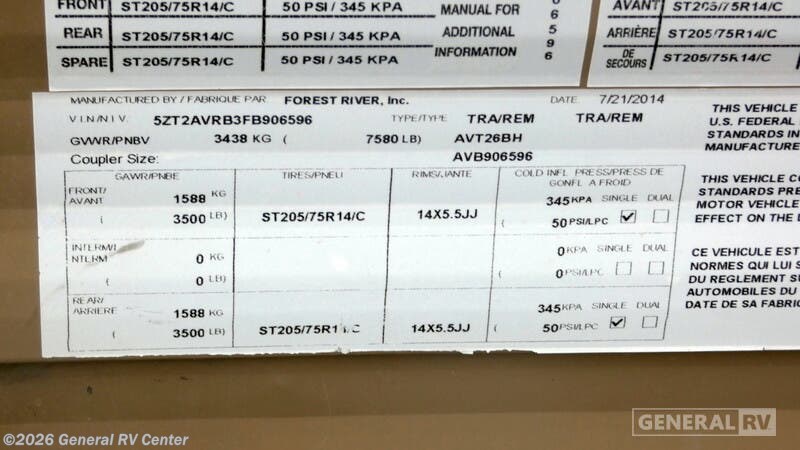 FRONT ST205/75R14/C 50 PSI / 345 KPA
REAR ST205/75R14/C 50 PSI / 345 KPA
SPARE ST205/75R14/C 50 PSI / 345 KPA
MANUAL FOR
ADDITIONAL
INFORMATION
6
5
9
6
AVANT ST205/75R14/C
ARRIÈRE ST205/75R14/C
DE SECOURS ST205/75R14/C
MANUFACTURED BY / FABRIQUE PAR FOREST RIVER, Inc. DATE 7/21/2014
V.I.N/N.I.V. 5ZT2AVRB3FB906596 TYPE/TYPE TRA/REM TRA/REM
GVWR/PNBV 3438 KG ( 7580 LB) AVT26BH
Coupler Size: AVB906596
GAWR/PNBE TIRES/PNEU RIMS/JANTE COLD INFL PRESS/PRESS DE
GONFL A FROID
FRONT/
AVANT 1588 KG 345 KPA SINGLE DUAL
( 3500 LB) ST205/75R14/C 14X5.5JJ ( 50 PSI/LPC
INTERM/I
NTERM 0 KG 0 KPA SINGLE DUAL
( 0 LB) ( 0 PSI/LPC
REAR/
ARRIERE 1588 KG 345 KPA SINGLE DUAL
( 3500 LB) ST205/75R14/C 14X5.5JJ ( 50 PSI/LPC
THIS VEHICLE
U.S. FEDERAL
STANDARDS IN
MANUFACTURE
THIS VEHICLE CO
STANDARDS PRE
MOTOR VEHICLE
EFFECT ON THE
CE VEHICULE EST
NORMES QUI LUI S
DU REGLEMENT SU
AUTOMOBILES DU
DATE DE SA FABRIC
GENERAL RV
©2026 General RV Center